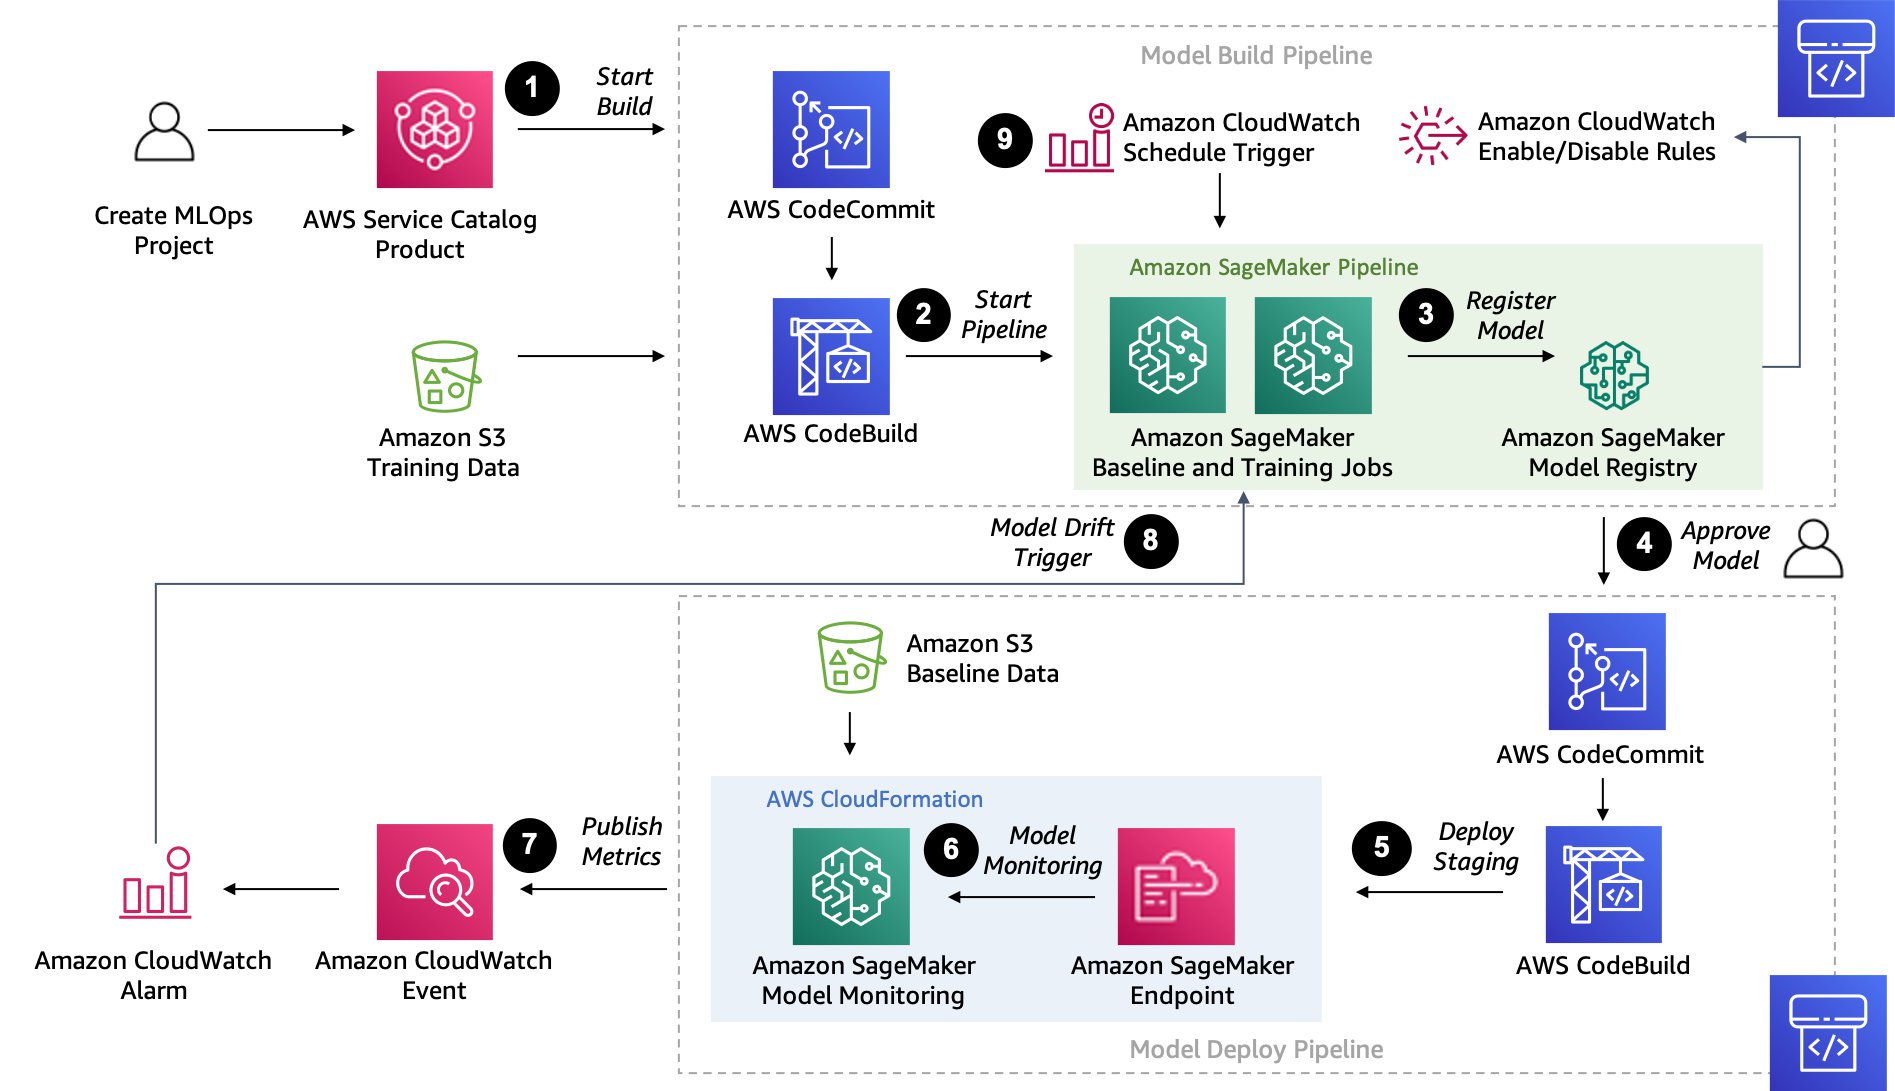 Model Build Pipeline
1
Start
Build
Create MLOps
Project
AWS Service Catalog
Product
AWS CodeCommit
9
Amazon CloudWatch
Schedule Trigger
Amazon CloudWatch
Enable/Disable Rules
</>
</>
Amazon S3
Training Data
AWS CodeBuild
</>
2
Start
Pipeline
Amazon SageMaker Pipeline
3
Register
Model
Amazon SageMaker
Baseline and Training Jobs
Amazon SageMaker
Model Registry
Model Drift
Trigger
8
4
Approve
Model
Amazon S3
Baseline Data
</>
AWS CodeCommit
AWS CloudFormation
7
Publish
Metrics
6
Model
Monitoring
5
Deploy
Staging
</>
Amazon CloudWatch
Alarm
Amazon CloudWatch
Event
Amazon SageMaker
Model Monitoring
Amazon SageMaker
Endpoint
AWS CodeBuild
Model Deploy Pipeline
</>